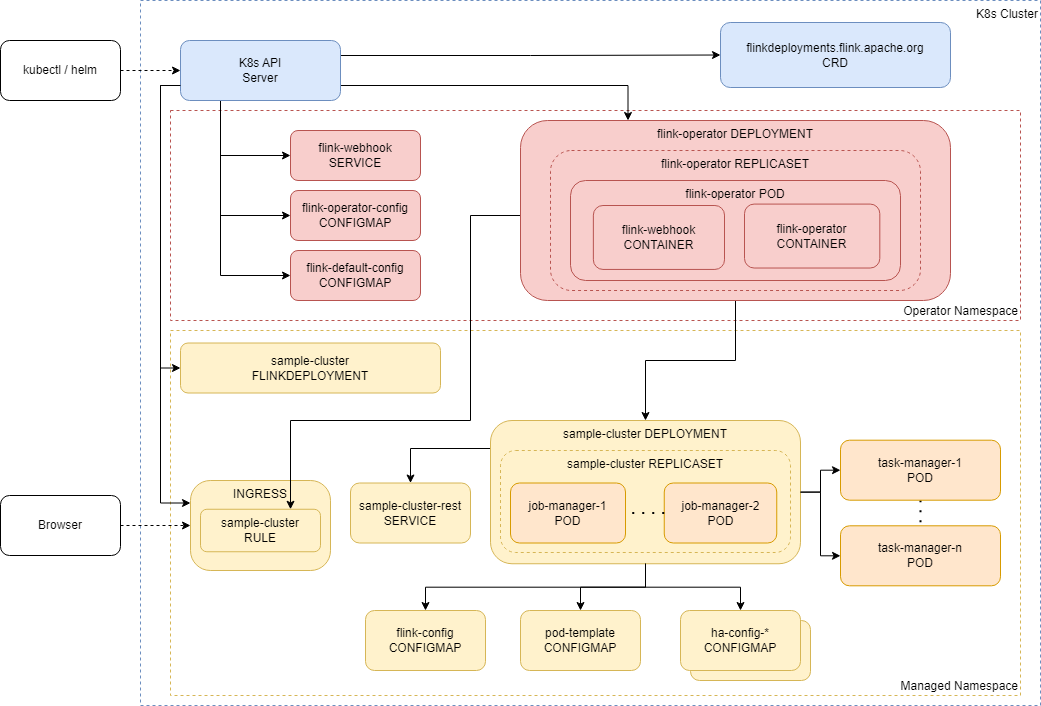 K8s Cluster
kubectl / helm
K8s API
Server
flinkdeployments.flink.apache.org
CRD
flink-webhook
SERVICE
flink-operator-config
CONFIGMAP
flink-default-config
CONFIGMAP
flink-operator DEPLOYMENT
flink-operator REPLICASET
flink-operator POD
flink-webhook
CONTAINER
flink-operator
CONTAINER
Operator Namespace
sample-cluster
FLINKDEPLOYMENT
Browser
INGRESS
sample-cluster
RULE
sample-cluster-rest
SERVICE
sample-cluster DEPLOYMENT
sample-cluster REPLICASET
job-manager-1
POD
. . . .
job-manager-2
POD
task-manager-1
POD
.
.
.
task-manager-n
POD
flink-config
CONFIGMAP
pod-template
CONFIGMAP
ha-config-*
CONFIGMAP
Managed Namespace